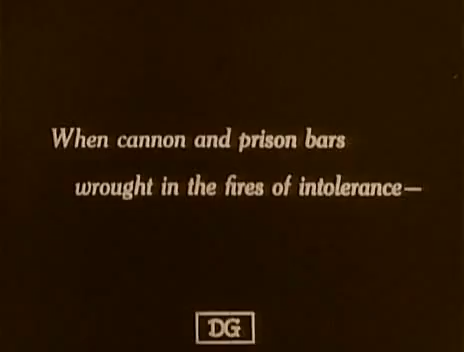 When cannon and prison bars
wrought in the fires of intolerance—
DG